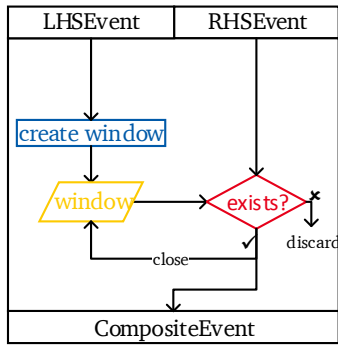 LHSEvent RHSEvent
create window
window
exists?
✘
✓
discard
close
CompositeEvent